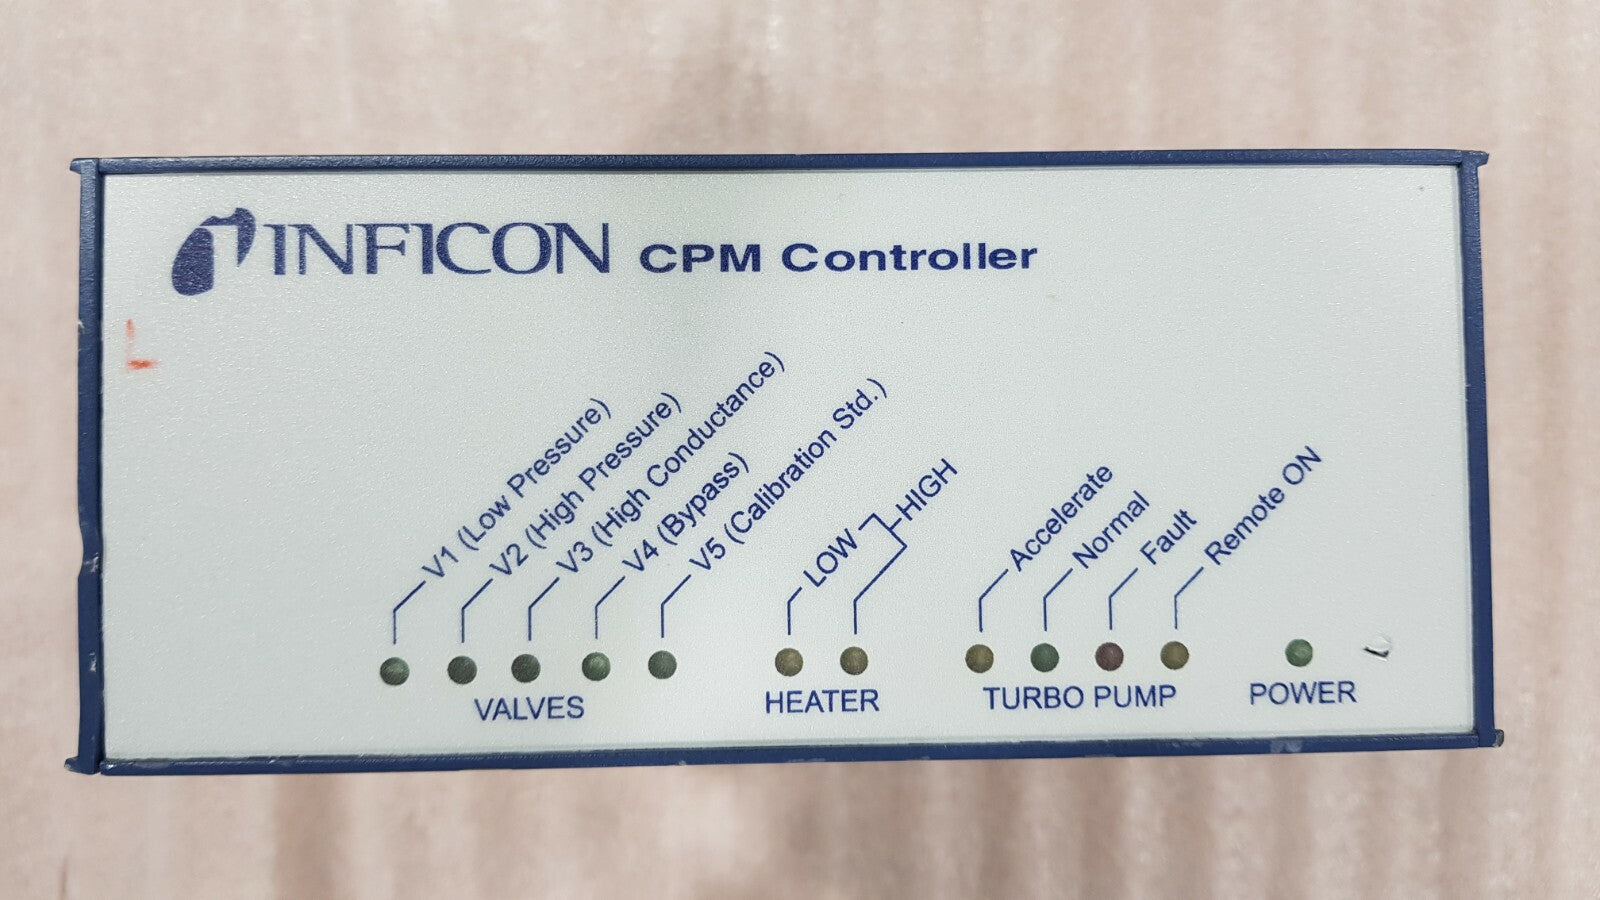 INFICON CPM Controller
V1 (Low Pressure)
V2 (High Pressure)
V3 (High Conductance)
V4 (Bypass)
V5 (Calibration Std.)
LOW
HIGH
Accelerate
Normal
Fault
Remote ON
VALVES
HEATER
TURBO PUMP
POWER